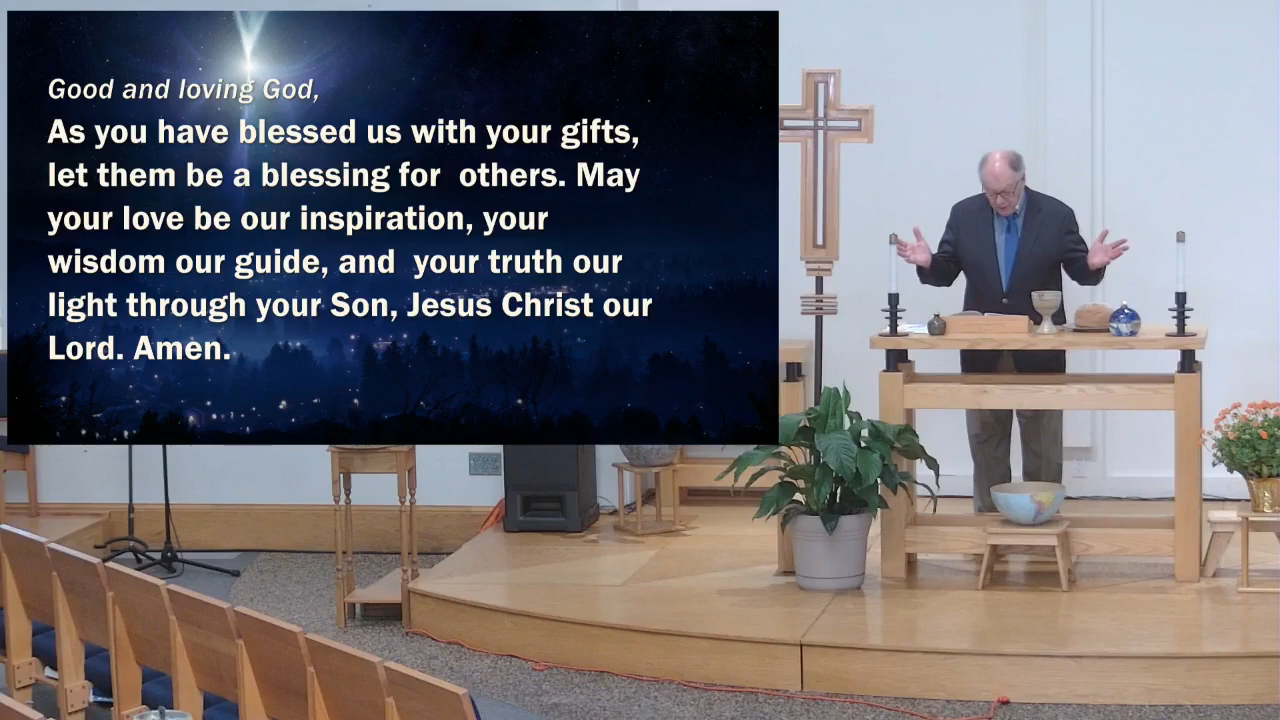 Good and loving God,
As you have blessed us with your gifts,
let them be a blessing for  others. May
your love be our inspiration, your
wisdom our guide, and  your truth our
light through your Son, Jesus Christ our
Lord. Amen.